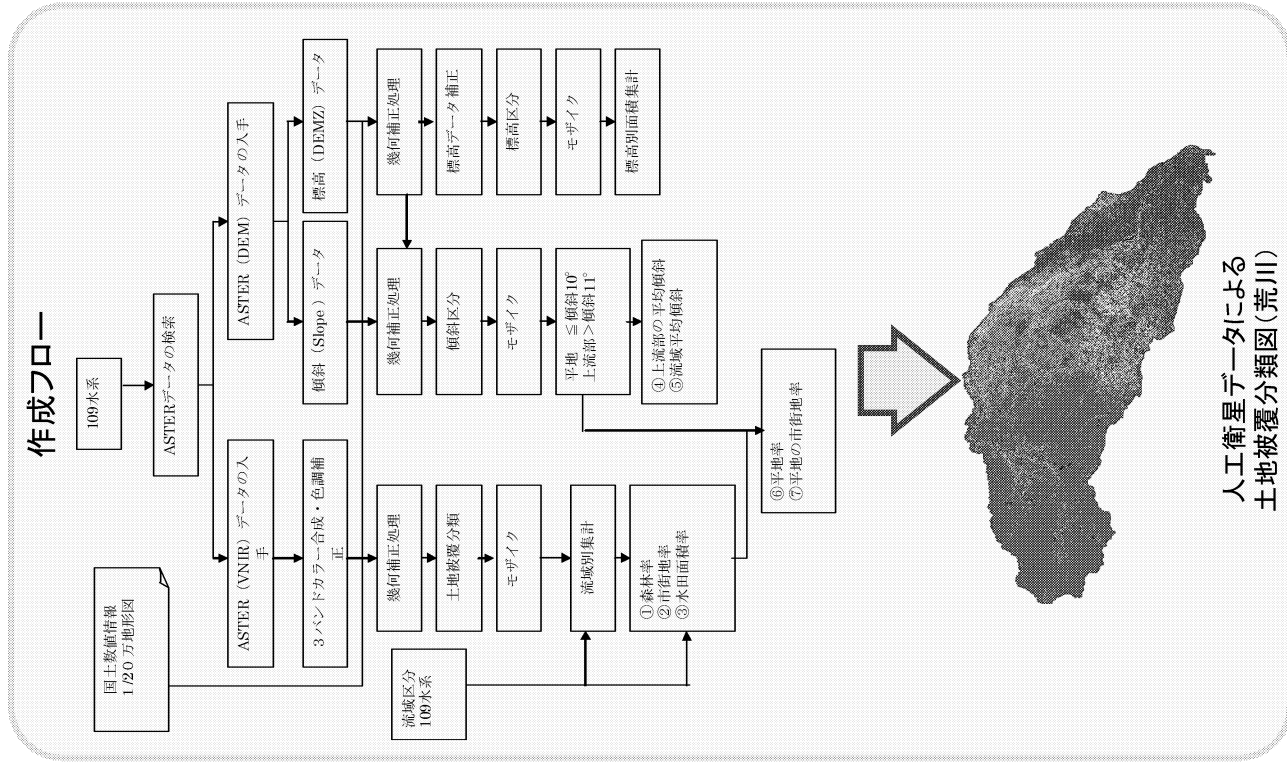 作成フロー
109水系
ASTERデータの検索
国土数値情報
1/20万地形図
ASTER（VNIR）データの入
手
ASTER（DEM）データの入手
3バンドカラー合成・色調補
正
傾斜（Slope）データ
標高（DEMZ）データ
幾何補正処理
幾何補正処理
幾何補正処理
土地被覆分類
傾斜区分
標高データ補正
モザイク
モザイク
標高区分
流域区分
109水系
流域別集計
平地　≦傾斜10°
上流部＞傾斜11°
モザイク
①森林率
②市街地率
③水田面積率
④上流部の平均傾斜
⑤流域平均傾斜
標高別面積集計
⑥平地率
⑦平地の市街地率
人工衛星データによる
土地被覆分類図（荒川）